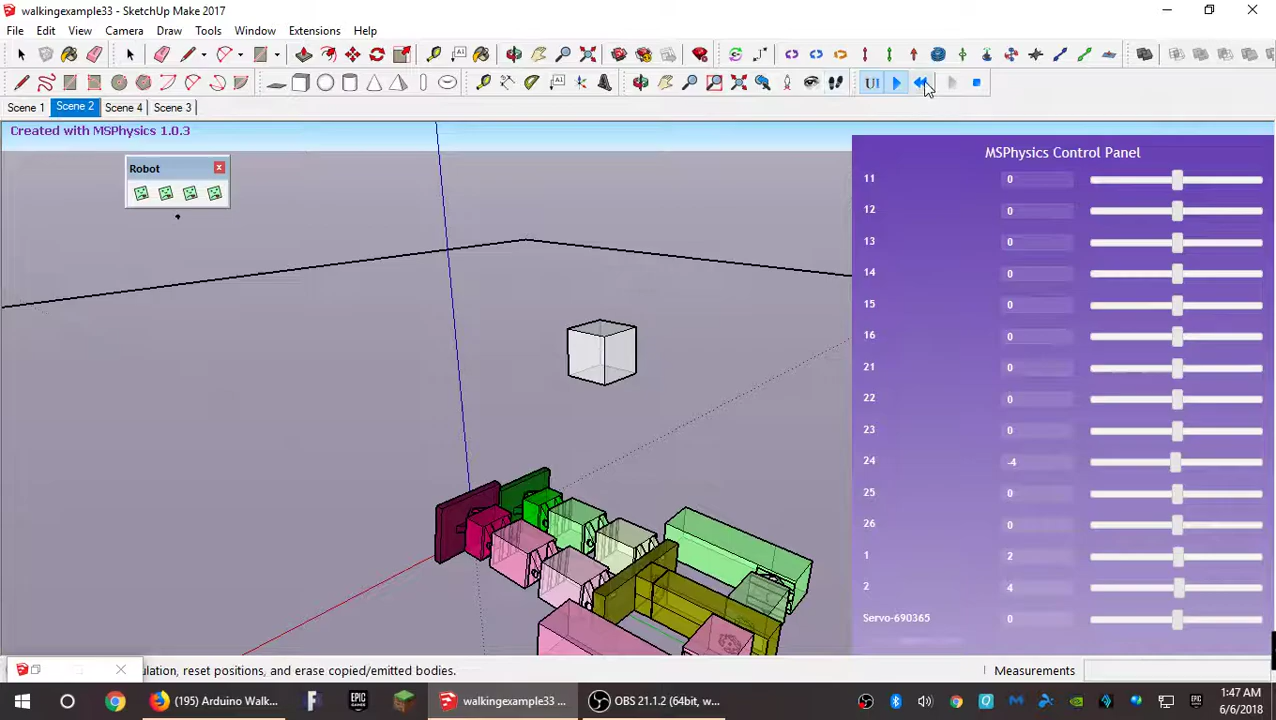 walkingexample33 - SketchUp Make 2017
File Edit View Camera Draw Tools Window Extensions Help
UI
Scene 1 Scene 2 Scene 4 Scene 3
Created with MSPhysics 1.0.3
Robot
MSPhysics Control Panel
11 0
12 0
13 0
14 0
15 0
16 0
21 0
22 0
23 0
24 -4
25 0
26 0
1 2
2 4
Servo-690365 0
ulation, reset positions, and erase copied/emitted bodies.
Measurements
(195) Arduino Walk...
walkingexample33 ...
OBS 21.1.2 (64bit, w...
1:47 AM
6/6/2018